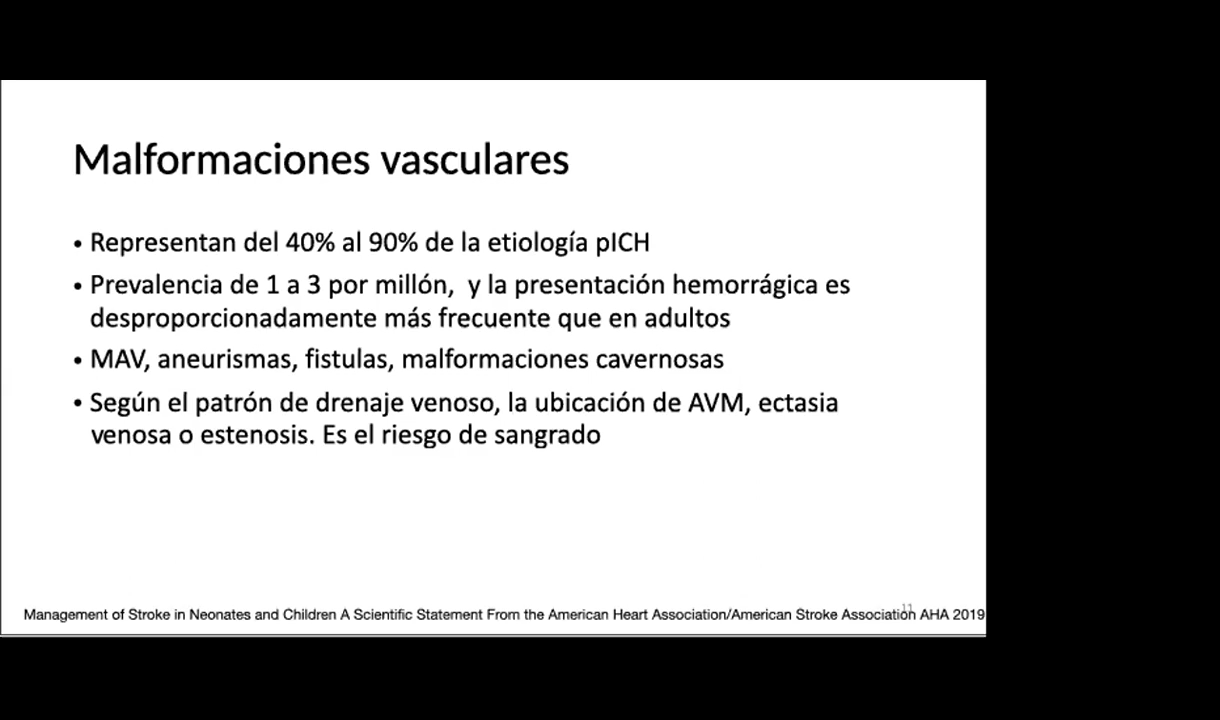 Malformaciones vasculares
• Representan del 40% al 90% de la etiología pICH
• Prevalencia de 1 a 3 por millón,  y la presentación hemorrágica es
desproporcionadamente más frecuente que en adultos
• MAV, aneurismas, fistulas, malformaciones cavernosas
• Según el patrón de drenaje venoso, la ubicación de AVM, ectasia
venosa o estenosis. Es el riesgo de sangrado
11
Management of Stroke in Neonates and Children A Scientific Statement From the American Heart Association/American Stroke Association AHA 2019